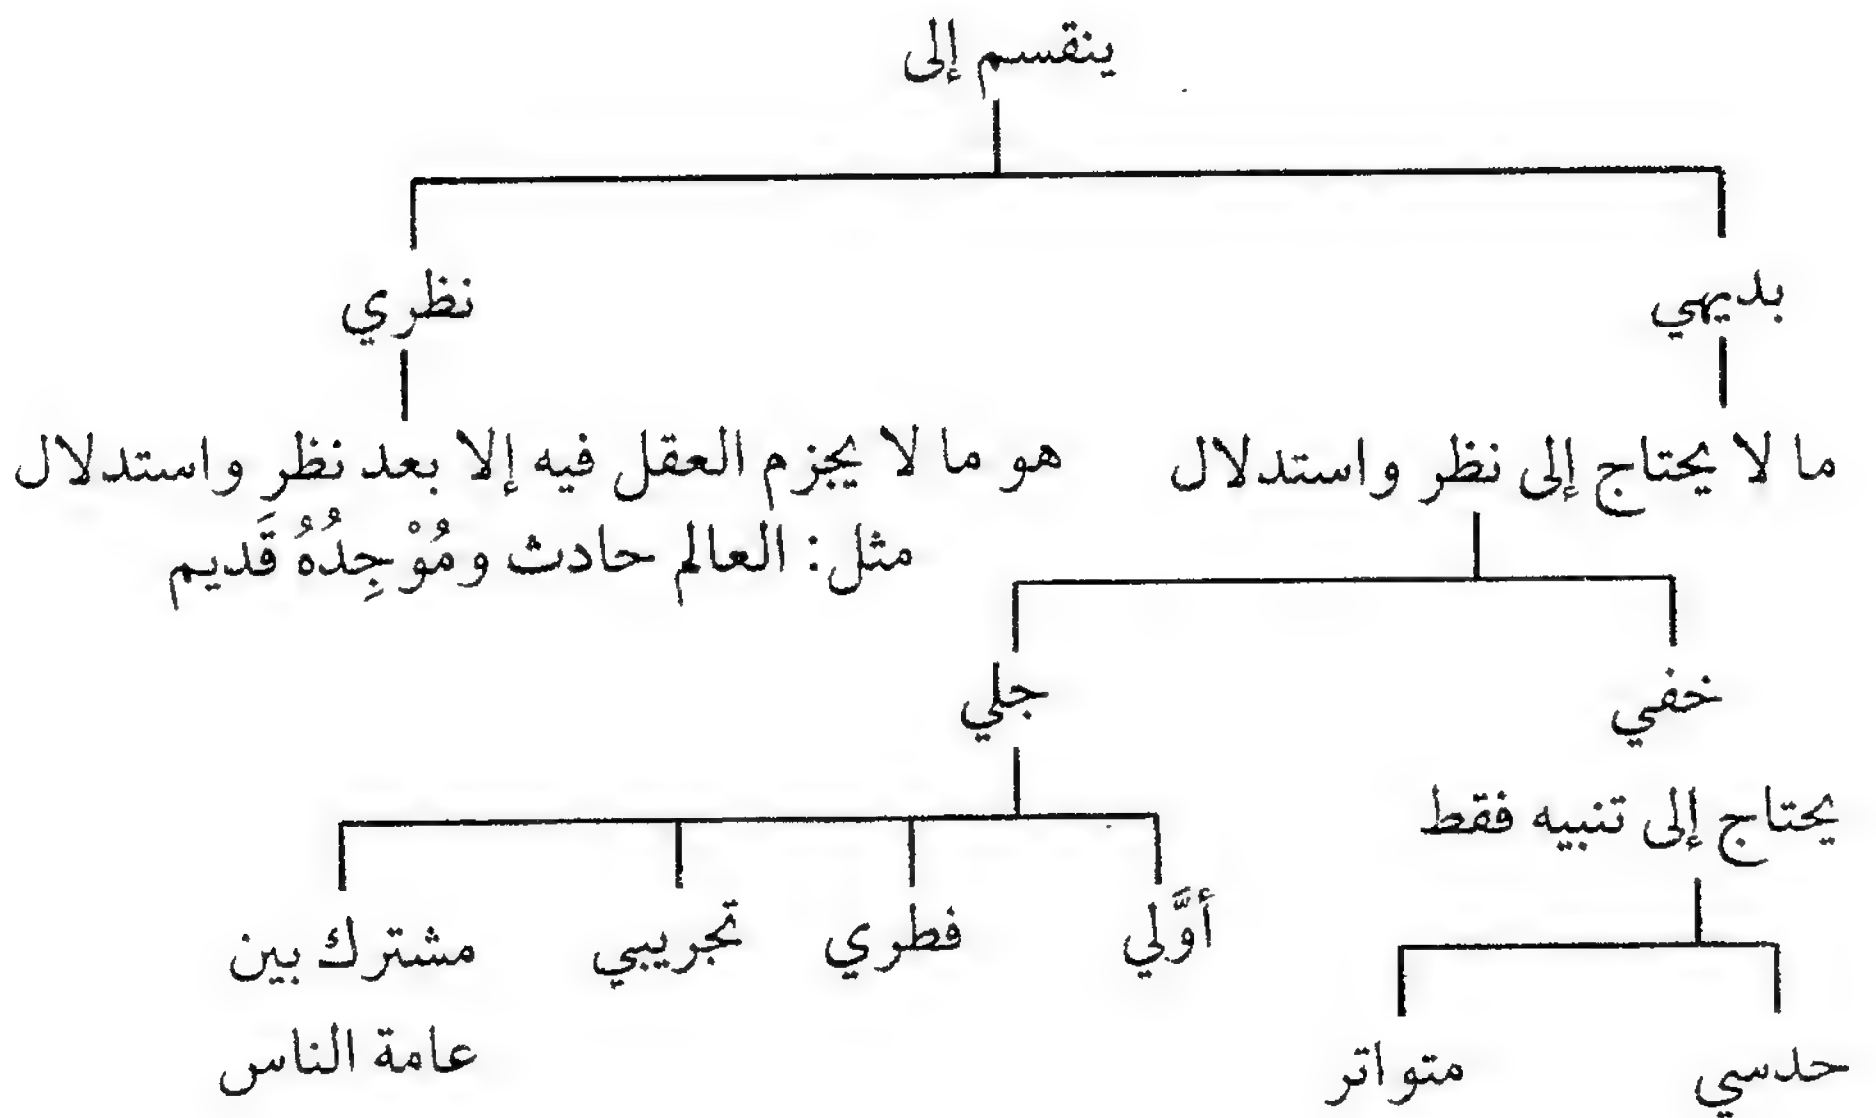 ينقسم إلى
بديهي
نظري
ما لا يحتاج إلى نظر واستدلال
هو ما لا يجزم العقل فيه إلا بعد نظر واستدلال
مثل: العالم حادث ومُوْجِدُهُ قَديم
خفي
جلي
يحتاج إلى تنبيه فقط
أوَّلي
فطري
تجريبي
مشترك بين
عامة الناس
حدسي
متواتر